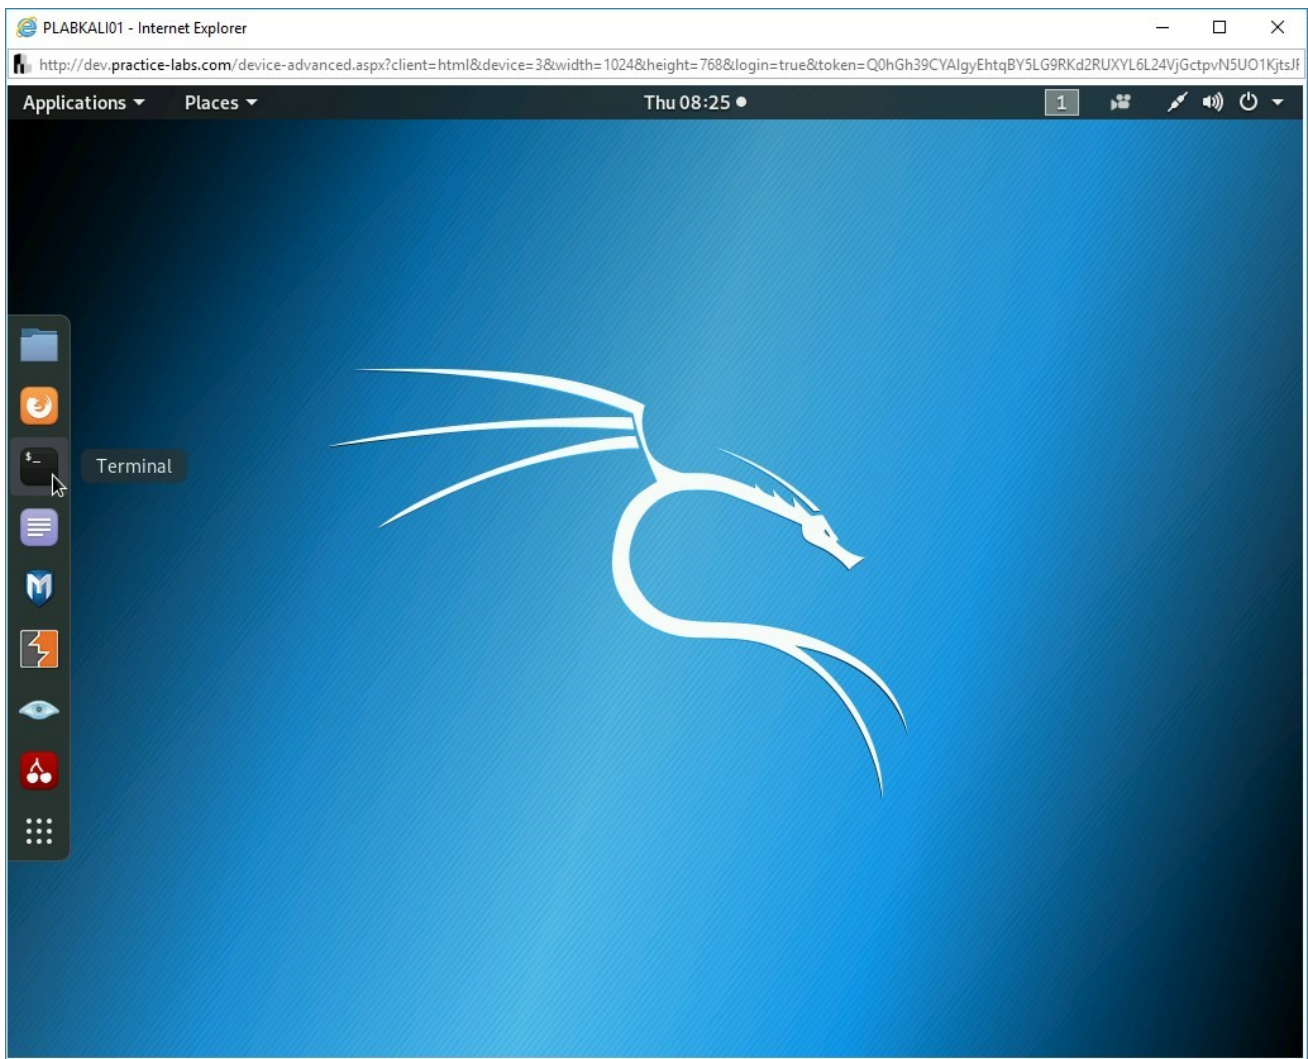 PLABKALI01 - Internet Explorer
http://dev.practice-labs.com/device-advanced.aspx?client=html&device=3&width=1024&height=768&login=true&token=Q0hGh39CYAIgyEhtqBY5LG9RKd2RUXYL6L24VjGctpvN5UO1KjtsJF
Applications Places Thu 08:25 1
$_
Terminal